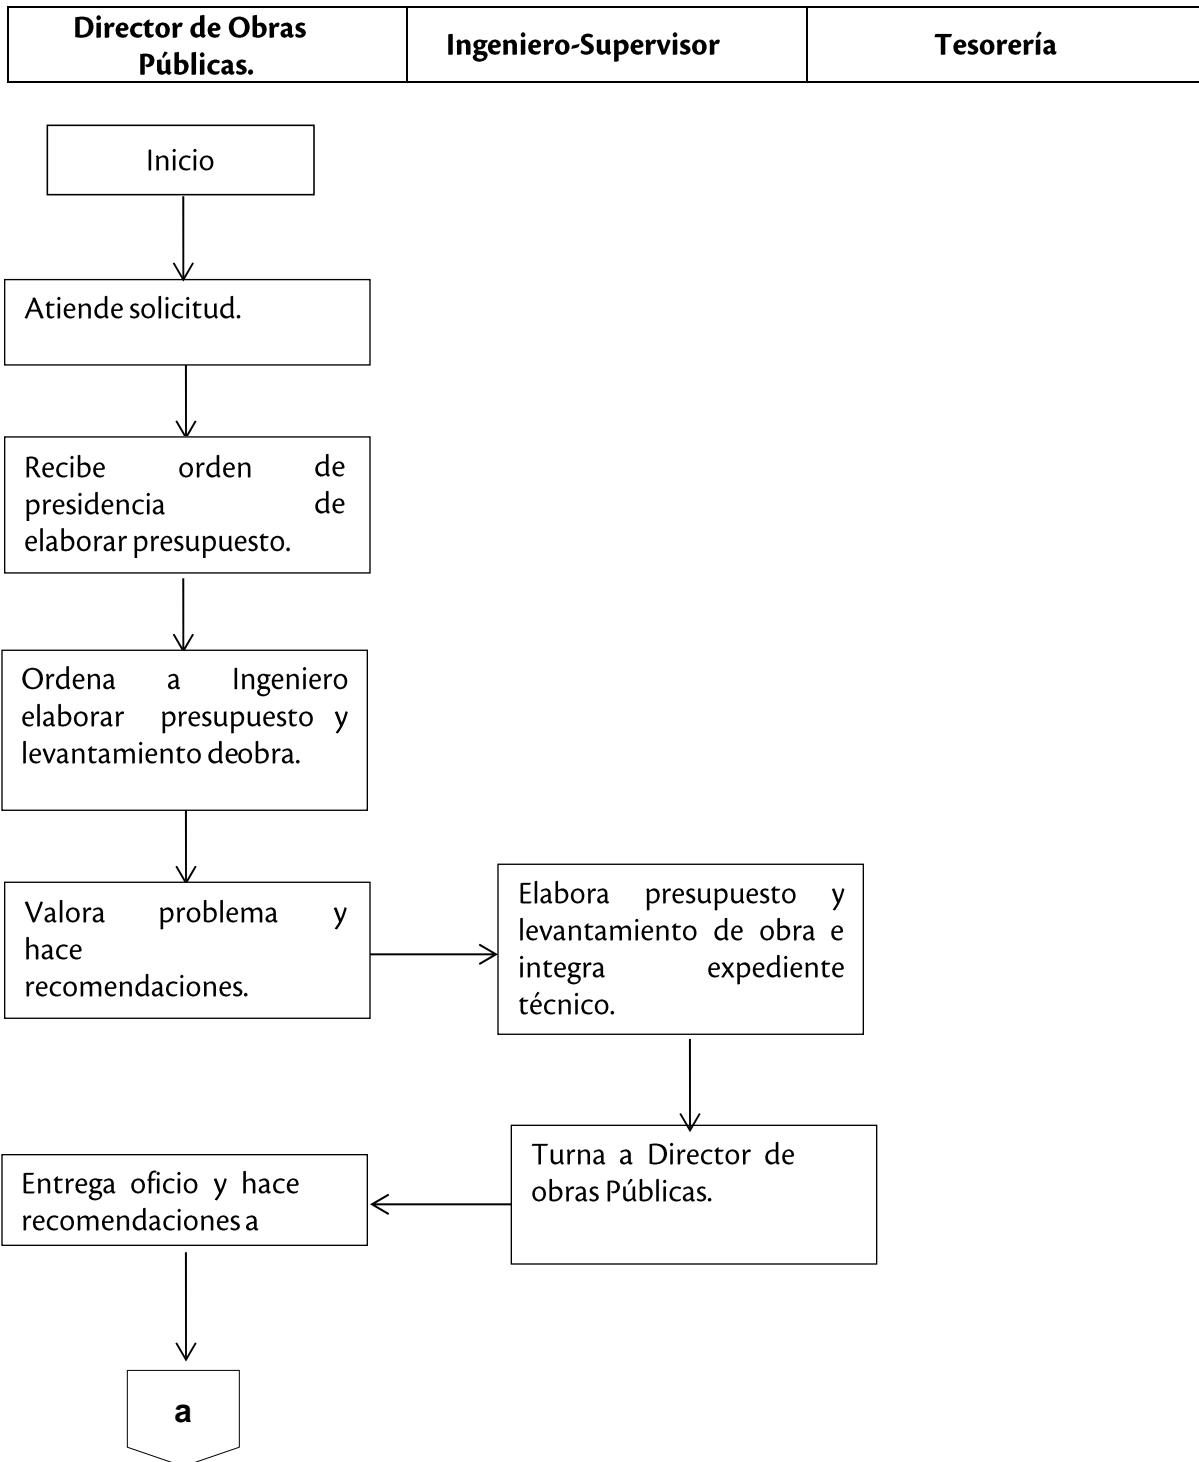 Director de Obras
Públicas.
Ingeniero-Supervisor
Tesorería
Inicio
Atiende solicitud.
Recibe orden de
presidencia de
elaborar presupuesto.
Ordena a Ingeniero
elaborar presupuesto y
levantamiento deobra.
Valora problema y
hace
recomendaciones.
Elabora presupuesto y
levantamiento de obra e
integra expediente
técnico.
Turna a Director de
obras Públicas.
Entrega oficio y hace
recomendaciones a
a